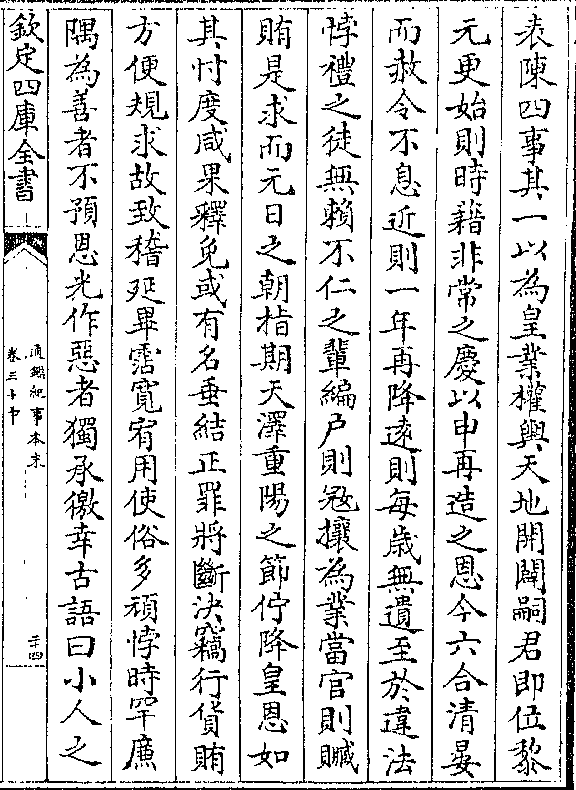 表陳四事其一以為皇業權輿天地開闢嗣君即位黎
元更始則時藉非常之慶以申再造之恩今六合清晏
而赦令不息近則一年再降遠則每歲無遺至於違法
悖禮之徒無賴不仁之輩編户則冦攘為業當官則贓
賄是求而元日之朝指期天澤重陽之節佇降皇恩如
其忖度咸果釋免或有名垂結正罪將斷決竊行貨賄
方便規求故致稽延畢霑寛宥用使俗多頑悖時罕廉
隅為善者不預恩光作惡者獨承徼幸古語曰小人之
欽定四庫全書
通鑑紀事本末
卷三十中
二十四